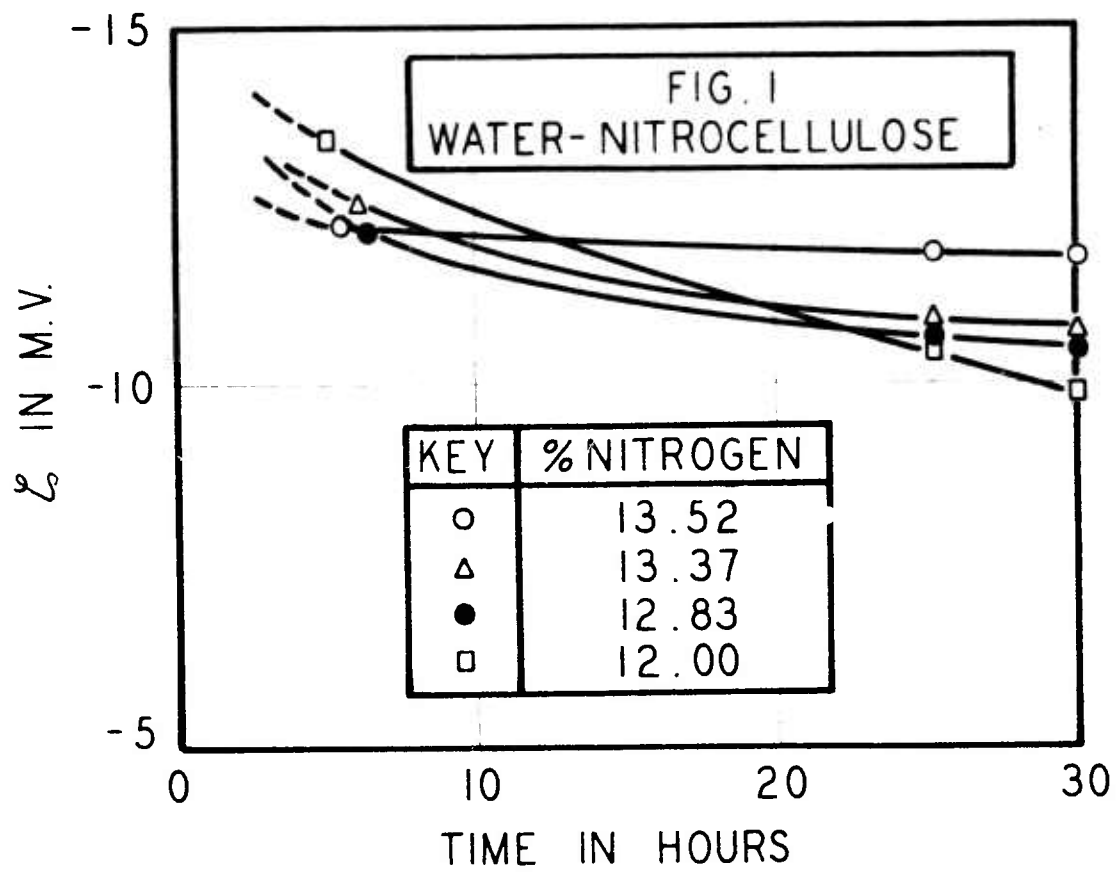 -15
FIG. 1
WATER-NITROCELLULOSE
ζ IN M.V.
-10
KEY % NITROGEN
○ 13.52
△ 13.37
● 12.83
□ 12.00
-5
0 10 20 30
TIME IN HOURS